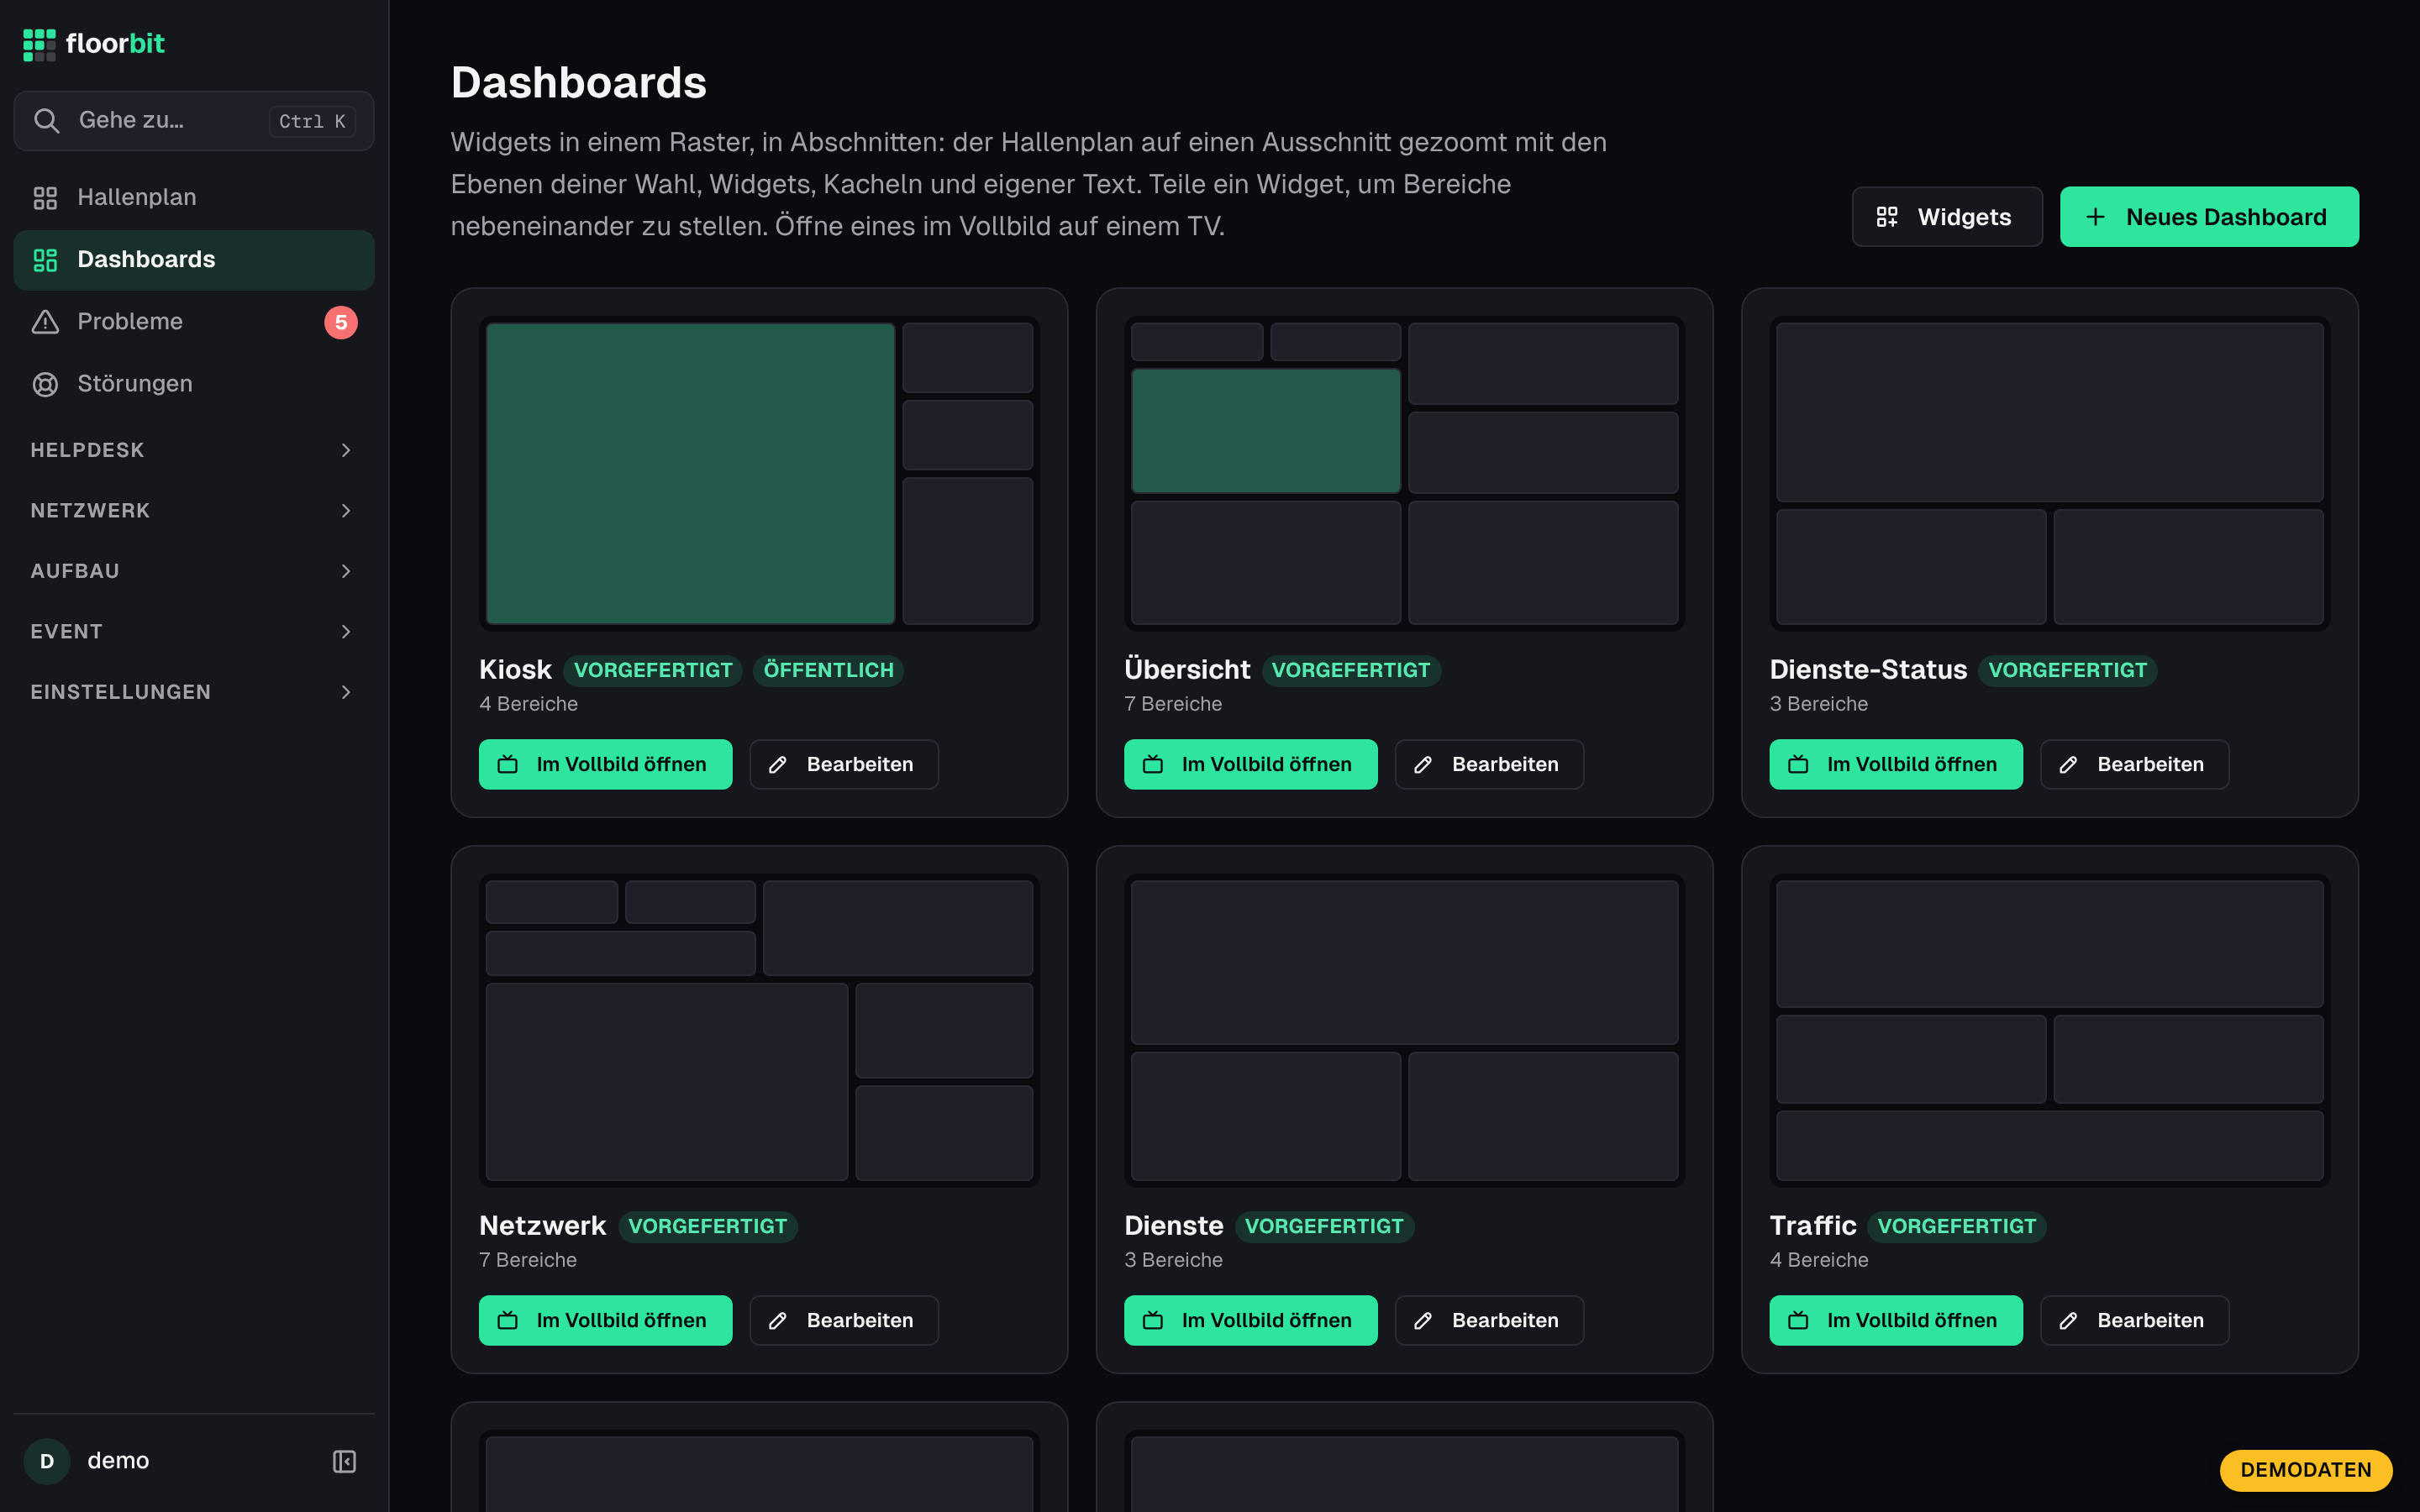 floorbit
Gehe zu...
Ctrl K
Hallenplan
Dashboards
Probleme
5
Störungen
HELPDESK
NETZWERK
AUFBAU
EVENT
EINSTELLUNGEN
D
demo
Dashboards
Widgets in einem Raster, in Abschnitten: der Hallenplan auf einen Ausschnitt gezoomt mit den
Ebenen deiner Wahl, Widgets, Kacheln und eigener Text. Teile ein Widget, um Bereiche
nebeneinander zu stellen. Öffne eines im Vollbild auf einem TV.
Widgets
Neues Dashboard
Kiosk VORGEFERTIGT ÖFFENTLICH
4 Bereiche
Im Vollbild öffnen
Bearbeiten
Übersicht VORGEFERTIGT
7 Bereiche
Im Vollbild öffnen
Bearbeiten
Dienste-Status VORGEFERTIGT
3 Bereiche
Im Vollbild öffnen
Bearbeiten
Netzwerk VORGEFERTIGT
7 Bereiche
Im Vollbild öffnen
Bearbeiten
Dienste VORGEFERTIGT
3 Bereiche
Im Vollbild öffnen
Bearbeiten
Traffic VORGEFERTIGT
4 Bereiche
Im Vollbild öffnen
Bearbeiten
DEMODATEN